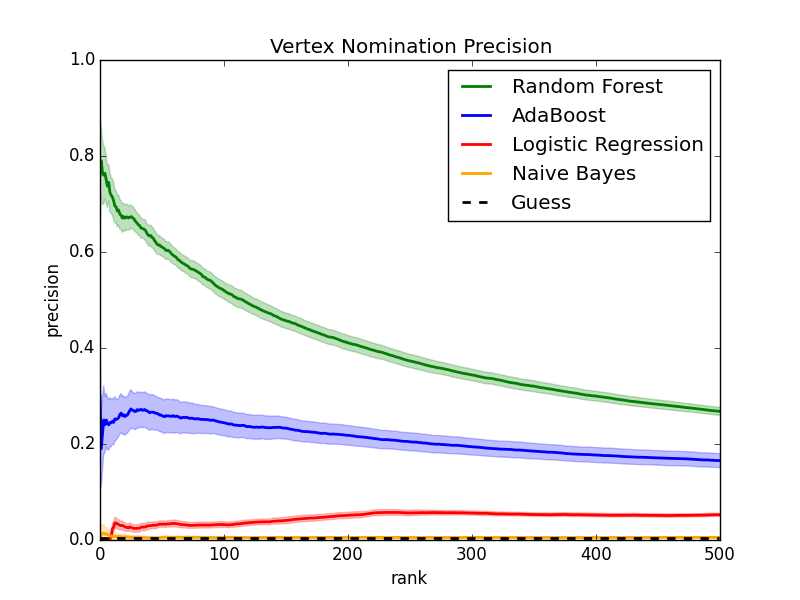 Vertex Nomination Precision
1.0
0.8
0.6
0.4
0.2
0.0
precision
Random Forest
AdaBoost
Logistic Regression
Naive Bayes
Guess
0 100 200 300 400 500
rank